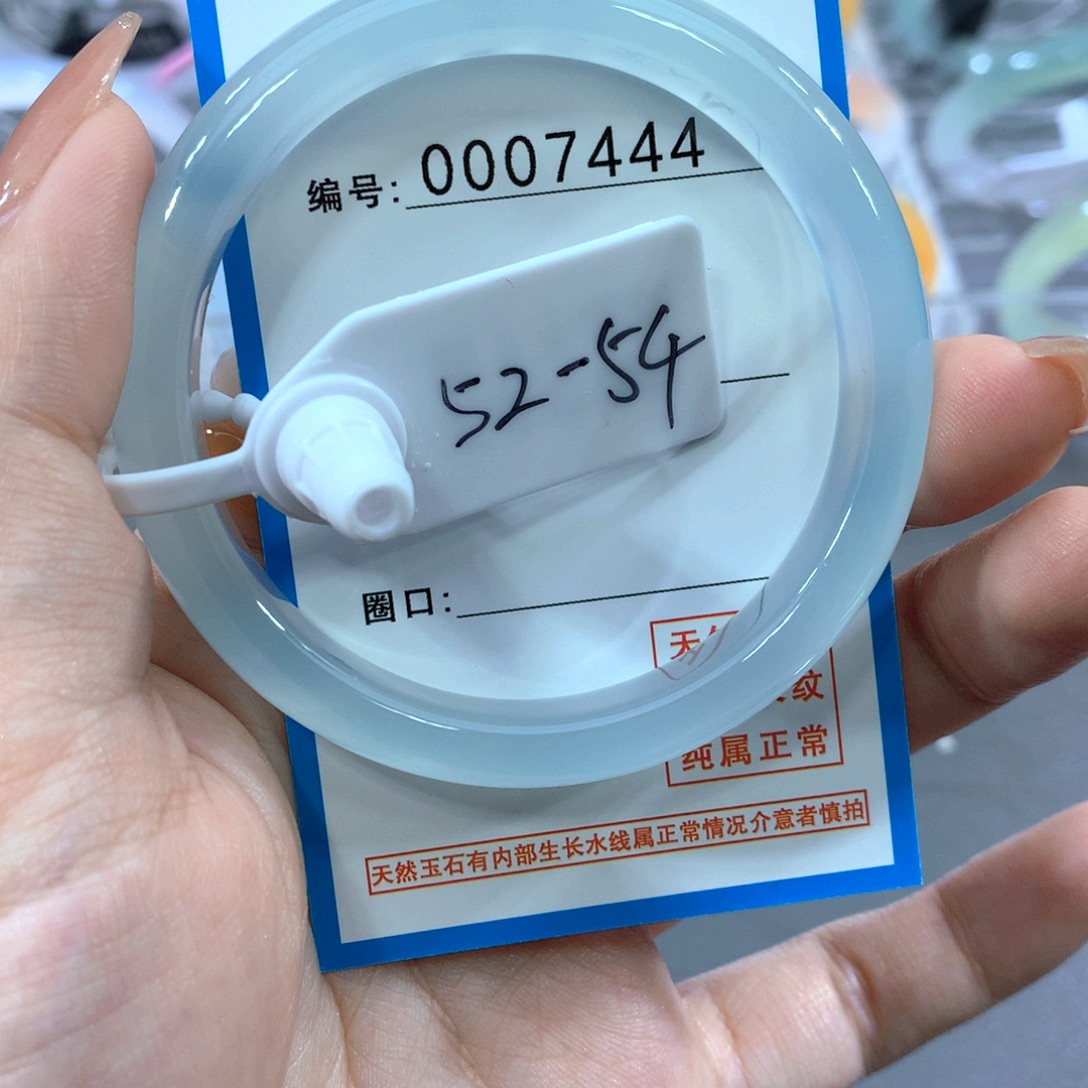 编号: 0007444
52-54
圈口:
天
纹
纯属正常
天然玉石有内部生长水线属正常情况介意者慎拍